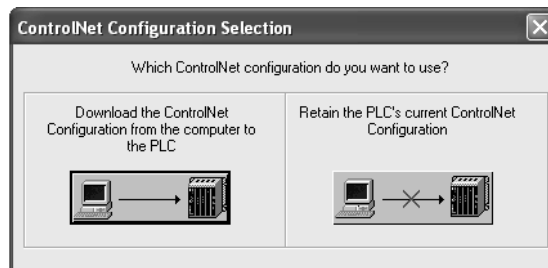 ControlNet Configuration Selection
Which ControlNet configuration do you want to use?
Download the ControlNet
Configuration from the computer to
the PLC
Retain the PLC's current ControlNet
Configuration